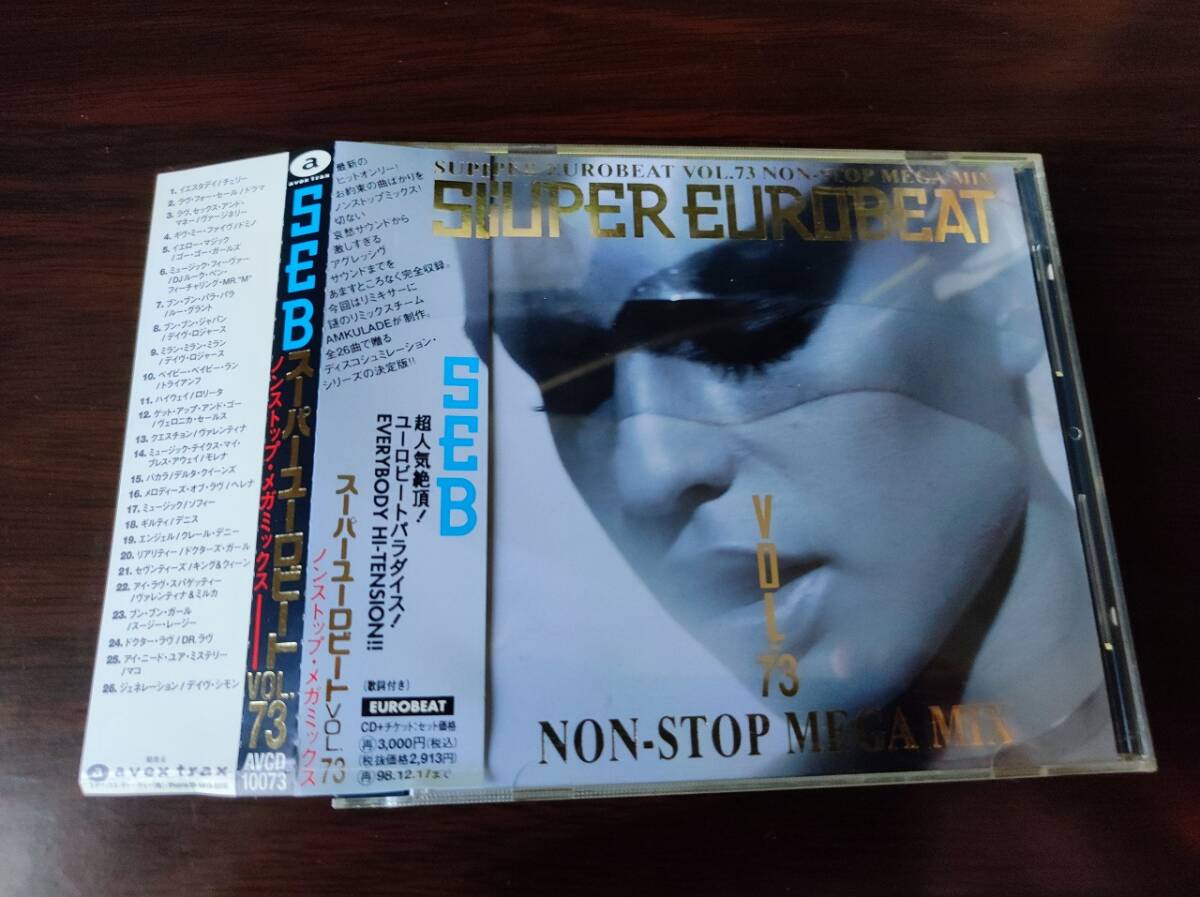 1. イエスタデイ/チェリー
2. ラヴ・フォー・セール/ドラマ
3. ラヴ、セックス・アンド・
マネー/ヴァージネリー
4. ギヴ・ミー・ファイヴ/ドミノ
5. イエロー・マジック
/ゴー・ゴー・ガールズ
6. ミュージック・フィーヴァー
/DJルーク・ベン・
フィーチャリング・MR."M"
7. ブン・ブン・パラ・パラ
/ルー・グラント
8. ブン・ブン・ジャパン
/デイヴ・ロジャース
9. ミラン・ミラン・ミラン
/デイヴ・ロジャース
10. ベイビー・ベイビー・ラン
/トライアンフ
11. ハイウェイ/ロリータ
12. ゲット・アップ・アンド・ゴー
/ヴェロニカ・セールス
13. クエスチョン/ヴァレンティナ
14. ミュージック・テイクス・マイ・
ブレス・アウェイ/モレナ
15. バカラ/デルタ・クイーンズ
16. メロディーズ・オブ・ラヴ/ヘレナ
17. ミュージック/ソフィー
18. ギルティ/デニス
19. エンジェル/クレール・デニー
20. リアリティー/ドクターズ・ガール
21. セヴンティーズ/キング&クィーン
22. アイ・ラヴ・スパゲッティー
/ヴァレンティナ&ミルカ
23. ブン・ブン・ガール
/スージー・レージー
24. ドクター・ラヴ/DR.ラヴ
25. アイ・ニード・ユア・ミステリー
/マコ
26. ジェネレーション/デイヴ・シモン
a avex trax
a
avex trax
SEB
スーパーユーロビート
ノンストップ・メガミックス
VOL.
73
AVCD
10073
最新の
ヒットオンリー!
お約束の曲ばかりを
ノンストップミックス!
切ない
哀愁サウンドから
激しすぎる
アグレッシヴ
サウンドまでを
あますところなく完全収録。
今回はリミキサーに
謎のリミックスチーム
AMKULADEが制作。
全26曲で贈る
ディスコシュミレーション・
シリーズの決定版!!
SEB
超人気絶頂!
ユーロビートパラダイス!
EVERYBODY HI-TENSION!!
スーパーユーロビートVOL.73
ノンストップ・メガミックス
(歌詞付き)
EUROBEAT
CD+チケット:セット価格
再 3,000円(税込)
(税抜価格2,913円)
再 98.12.17まで
SUPER EUROBEAT VOL.73 NON-STOP MEGA MIX
SUPER EUROBEAT
VOL.73
NON-STOP MEGA MIX